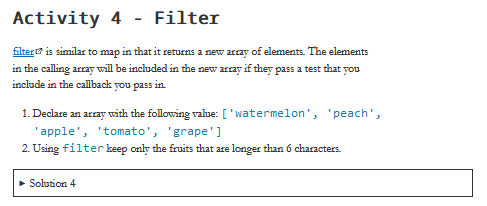 Activity 4 - Filter
filter is similar to map in that it returns a new array of elements. The elements
in the calling array will be included in the new array if they pass a test that you
include in the callback you pass in.
1. Declare an array with the following value: ['watermelon', 'peach',
'apple', 'tomato', 'grape']
2. Using filter keep only the fruits that are longer than 6 characters.
▸ Solution 4